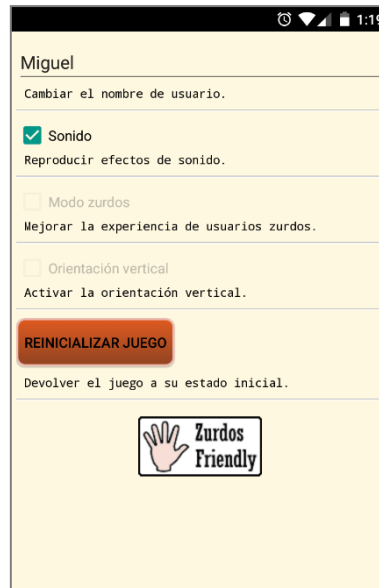 1:19
Miguel
Cambiar el nombre de usuario.
Sonido
Reproducir efectos de sonido.
Modo zurdos
Mejorar la experiencia de usuarios zurdos.
Orientación vertical
Activar la orientación vertical.
REINICIALIZAR JUEGO
Devolver el juego a su estado inicial.
Zurdos
Friendly